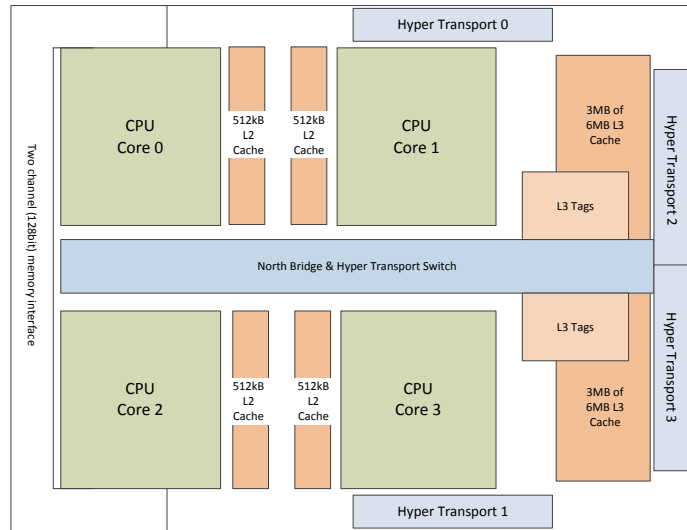 Hyper Transport 0
CPU
Core 0
512kB
L2
Cache
512kB
L2
Cache
CPU
Core 1
3MB of
6MB L3
Cache
Hyper Transport 2
Two channel (128bit) memory interface
L3 Tags
North Bridge & Hyper Transport Switch
L3 Tags
CPU
Core 2
512kB
L2
Cache
512kB
L2
Cache
CPU
Core 3
3MB of
6MB L3
Cache
Hyper Transport 3
Hyper Transport 1